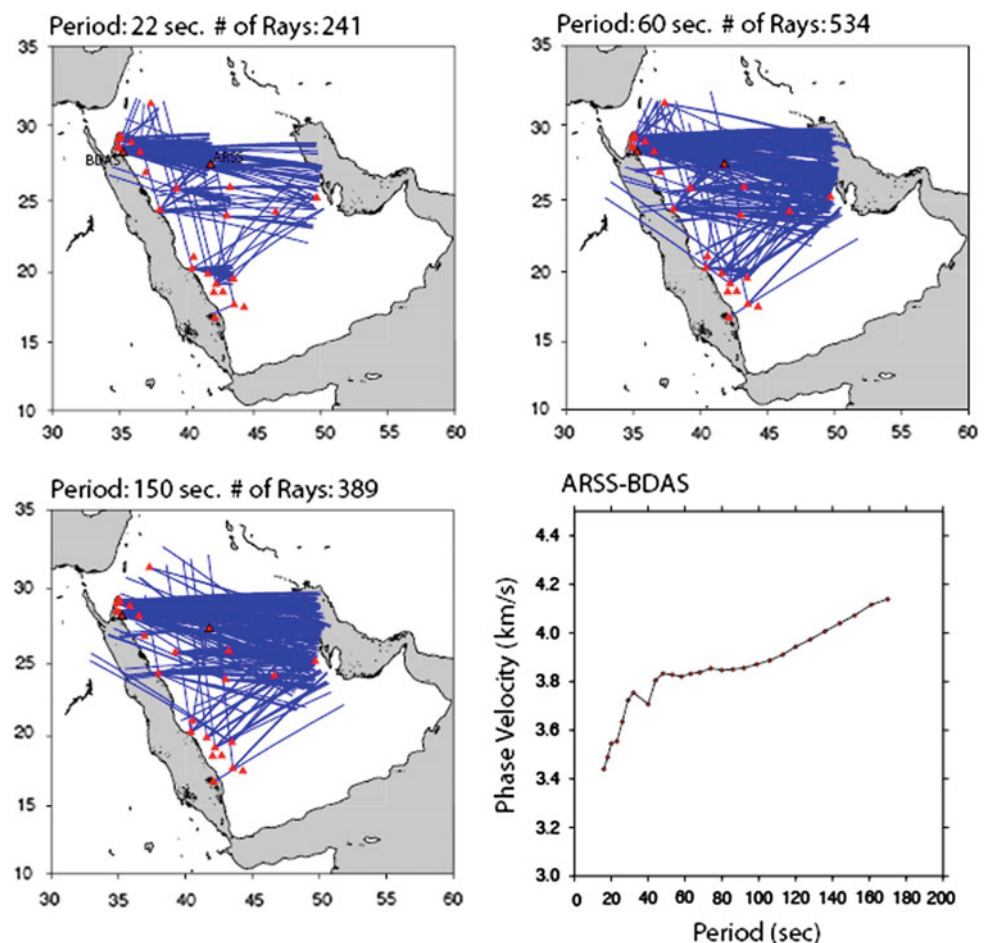 Period: 22 sec. # of Rays: 241
35
30
25
20
15
10
BDAS
ARSS
30 35 40 45 50 55 60
Period: 60 sec. # of Rays: 534
35
30
25
20
15
10
30 35 40 45 50 55 60
Period: 150 sec. # of Rays: 389
35
30
25
20
15
10
30 35 40 45 50 55 60
ARSS-BDAS
Phase Velocity (km/s)
4.4
4.2
4.0
3.8
3.6
3.4
3.2
3.0
0 20 40 60 80 100 120 140 160 180 200
Period (sec)